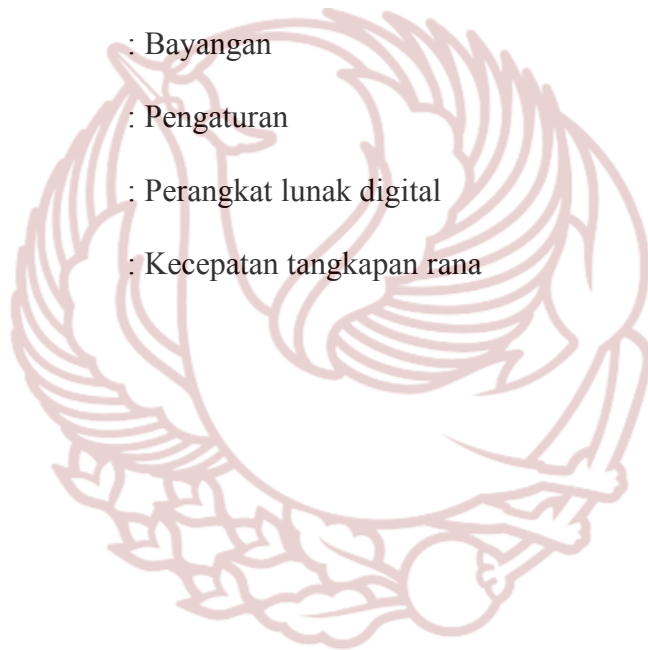 : Bayangan
: Pengaturan
: Perangkat lunak digital
: Kecepatan tangkapan rana